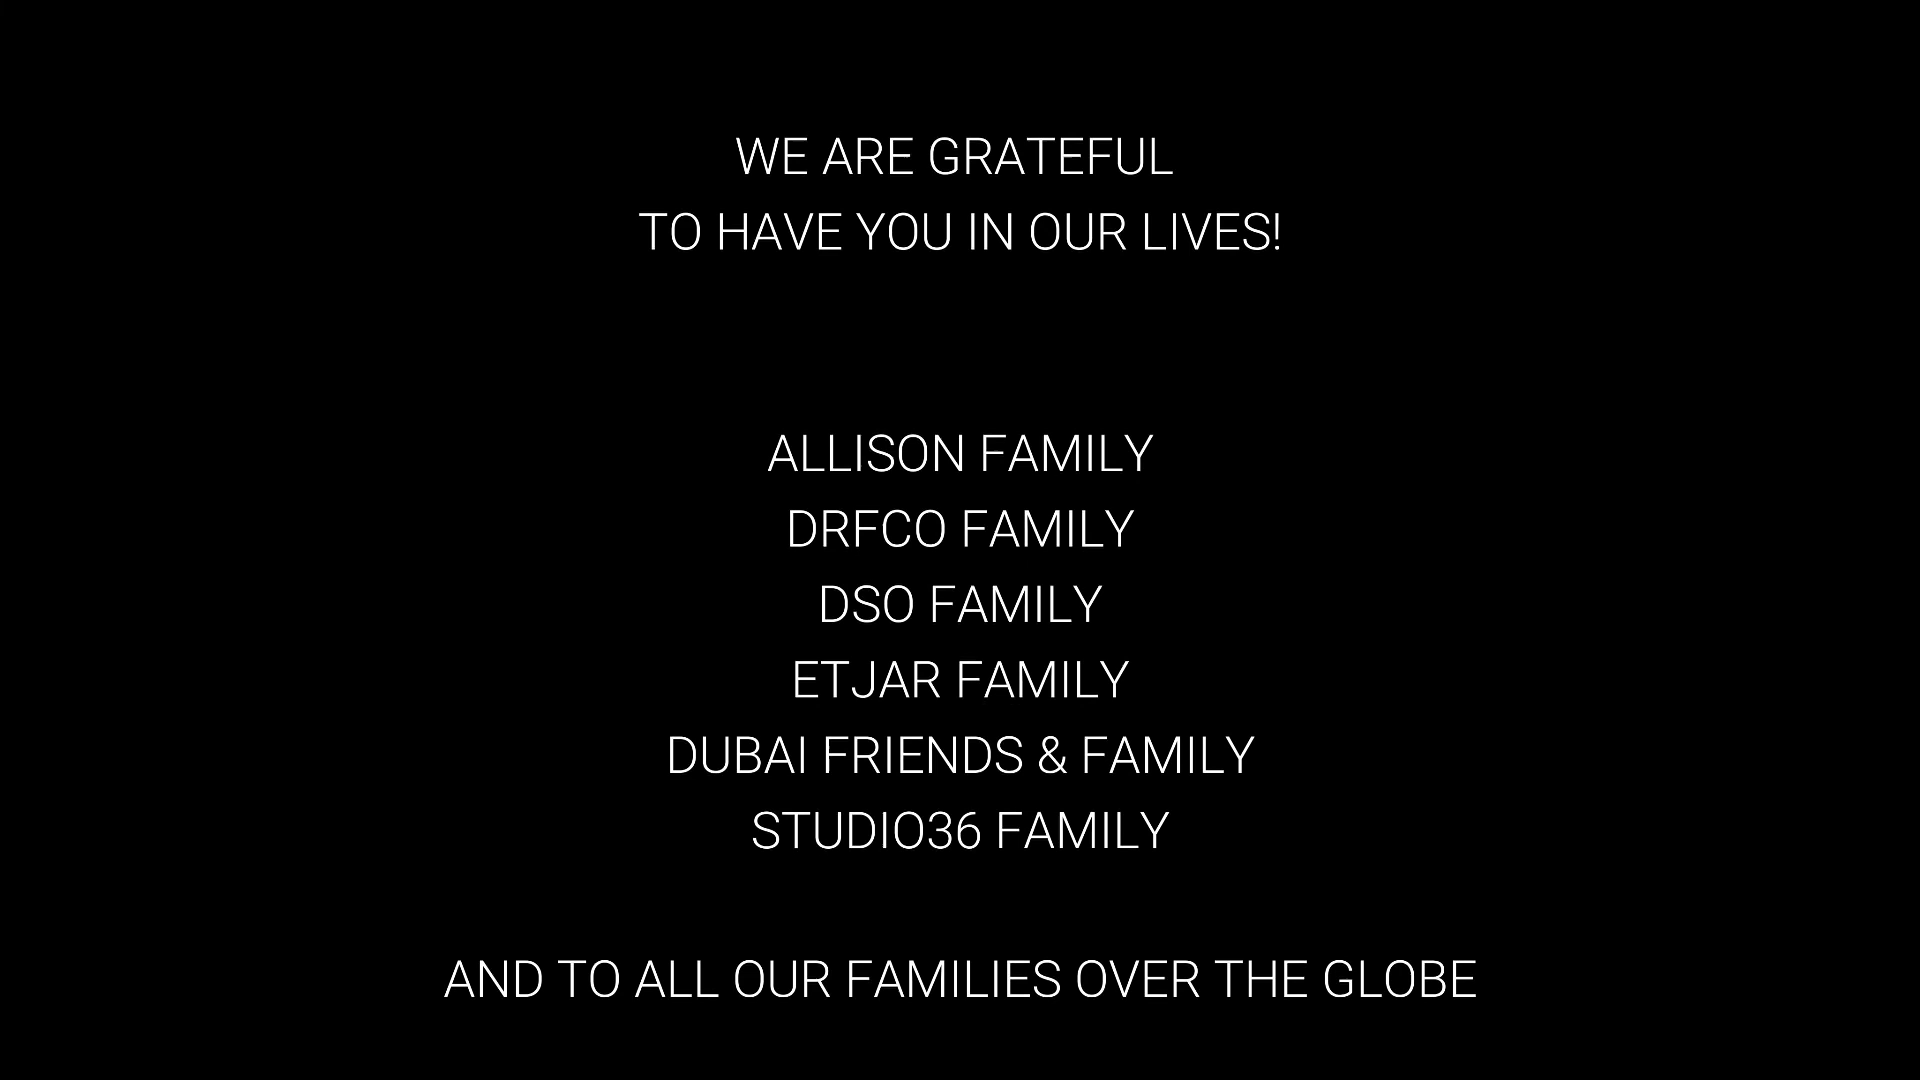 WE ARE GRATEFUL
TO HAVE YOU IN OUR LIVES!
ALLISON FAMILY
DRFCO FAMILY
DSO FAMILY
ETJAR FAMILY
DUBAI FRIENDS & FAMILY
STUDIO36 FAMILY
AND TO ALL OUR FAMILIES OVER THE GLOBE